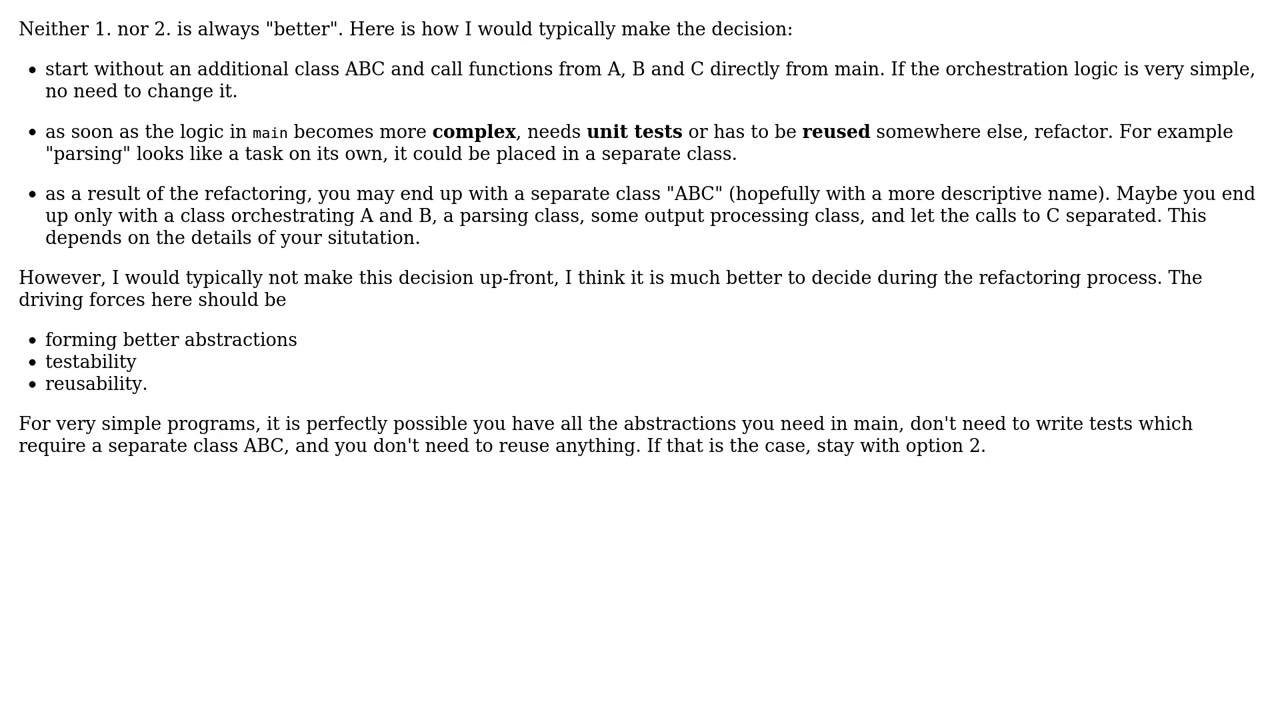 Neither 1. nor 2. is always "better". Here is how I would typically make the decision:
• start without an additional class ABC and call functions from A, B and C directly from main. If the orchestration logic is very simple,
no need to change it.
• as soon as the logic in main becomes more complex, needs unit tests or has to be reused somewhere else, refactor. For example
"parsing" looks like a task on its own, it could be placed in a separate class.
• as a result of the refactoring, you may end up with a separate class "ABC" (hopefully with a more descriptive name). Maybe you end
up only with a class orchestrating A and B, a parsing class, some output processing class, and let the calls to C separated. This
depends on the details of your situtation.
However, I would typically not make this decision up-front, I think it is much better to decide during the refactoring process. The
driving forces here should be
• forming better abstractions
• testability
• reusability.
For very simple programs, it is perfectly possible you have all the abstractions you need in main, don't need to write tests which
require a separate class ABC, and you don't need to reuse anything. If that is the case, stay with option 2.